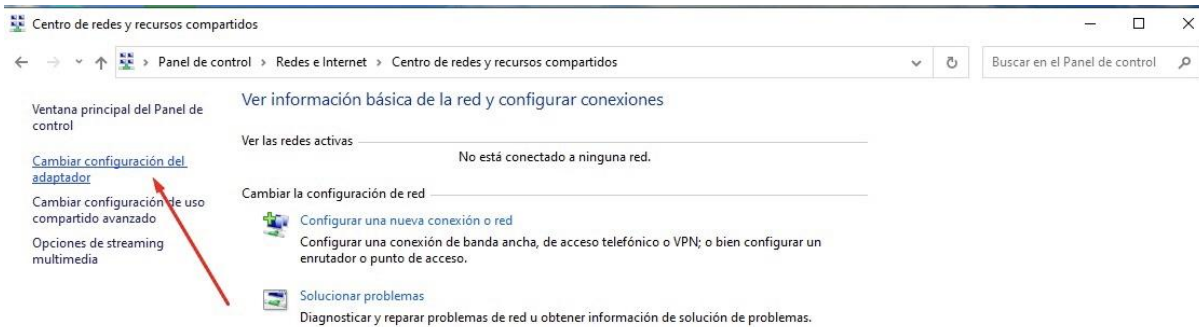 Centro de redes y recursos compartidos
Panel de control > Redes e Internet > Centro de redes y recursos compartidos
Buscar en el Panel de control
Ventana principal del Panel de
control
Cambiar configuración del
adaptador
Cambiar configuración de uso
compartido avanzado
Opciones de streaming
multimedia
Ver información básica de la red y configurar conexiones
Ver las redes activas
No está conectado a ninguna red.
Cambiar la configuración de red
Configurar una nueva conexión o red
Configurar una conexión de banda ancha, de acceso telefónico o VPN; o bien configurar un
enrutador o punto de acceso.
Solucionar problemas
Diagnosticar y reparar problemas de red u obtener información de solución de problemas.